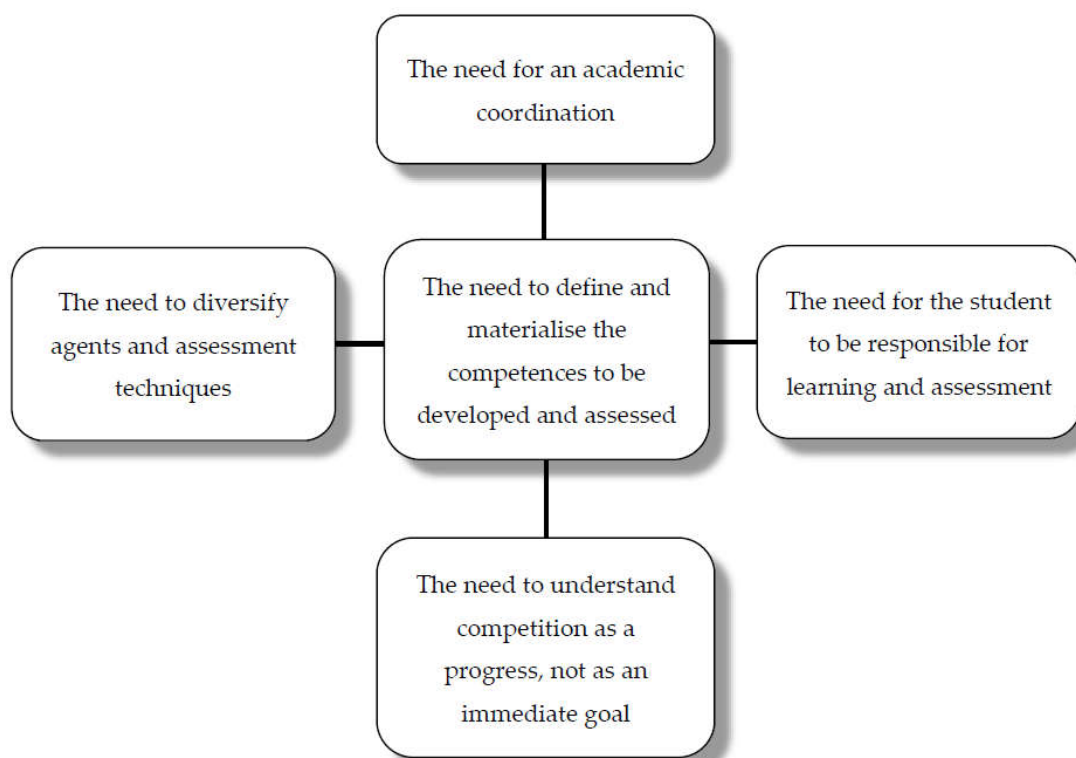 The need for an academic
coordination
The need to diversify
agents and assessment
techniques
The need to define and
materialise the
competences to be
developed and assessed
The need for the student
to be responsible for
learning and assessment
The need to understand
competition as a
progress, not as an
immediate goal